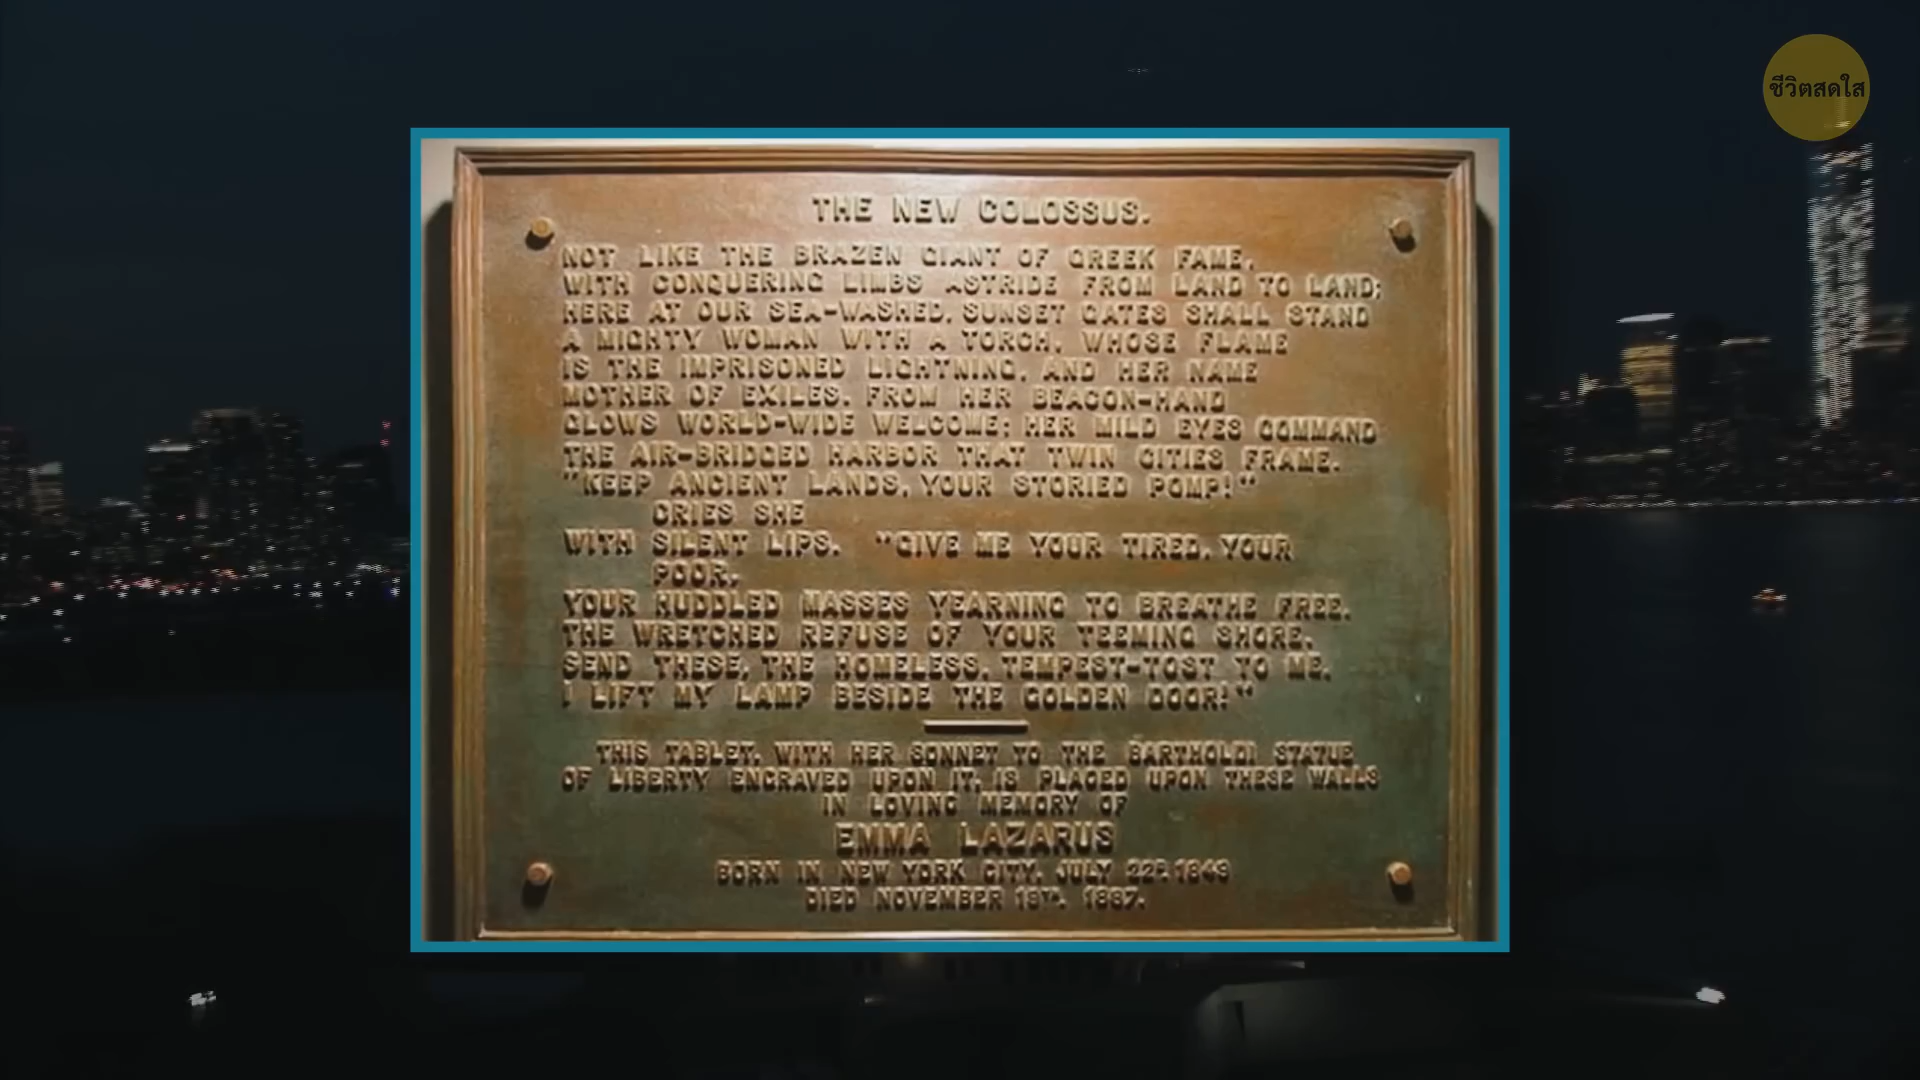 ชีวิตสดใส
THE NEW COLOSSUS.
NOT LIKE THE BRAZEN GIANT OF GREEK FAME,
WITH CONQUERING LIMBS ASTRIDE FROM LAND TO LAND;
HERE AT OUR SEA-WASHED, SUNSET GATES SHALL STAND
A MIGHTY WOMAN WITH A TORCH, WHOSE FLAME
IS THE IMPRISONED LIGHTNING, AND HER NAME
MOTHER OF EXILES. FROM HER BEACON-HAND
GLOWS WORLD-WIDE WELCOME; HER MILD EYES COMMAND
THE AIR-BRIDGED HARBOR THAT TWIN CITIES FRAME.
"KEEP ANCIENT LANDS, YOUR STORIED POMP!"
CRIES SHE
WITH SILENT LIPS. "GIVE ME YOUR TIRED, YOUR
POOR,
YOUR HUDDLED MASSES YEARNING TO BREATHE FREE,
THE WRETCHED REFUSE OF YOUR TEEMING SHORE.
SEND THESE, THE HOMELESS, TEMPEST-TOST TO ME,
I LIFT MY LAMP BESIDE THE GOLDEN DOOR!"
THIS TABLET, WITH HER SONNET TO THE BARTHOLDI STATUE
OF LIBERTY ENGRAVED UPON IT, IS PLACED UPON THESE WALLS
IN LOVING MEMORY OF
EMMA LAZARUS
BORN IN NEW YORK CITY, JULY 22D, 1849
DIED NOVEMBER 19TH, 1887.